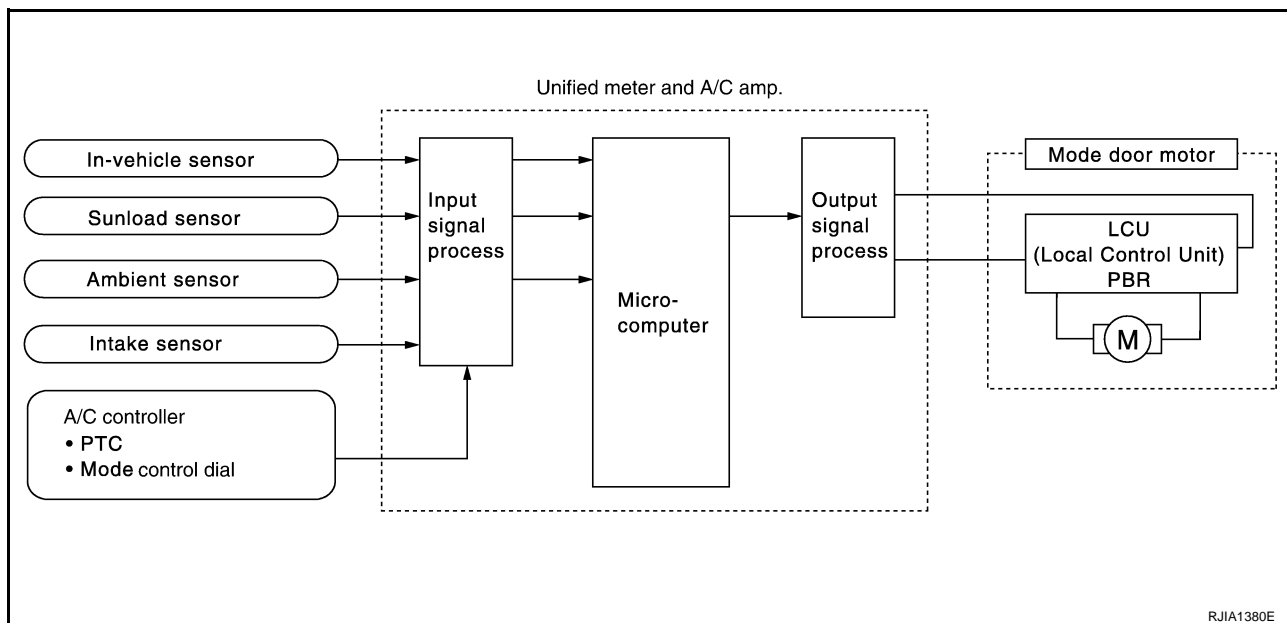 Unified meter and A/C amp.
In-vehicle sensor
Sunload sensor
Ambient sensor
Intake sensor
A/C controller
• PTC
• Mode control dial
Input
signal
process
Micro-
computer
Output
signal
process
Mode door motor
LCU
(Local Control Unit)
PBR
M
RJIA1380E